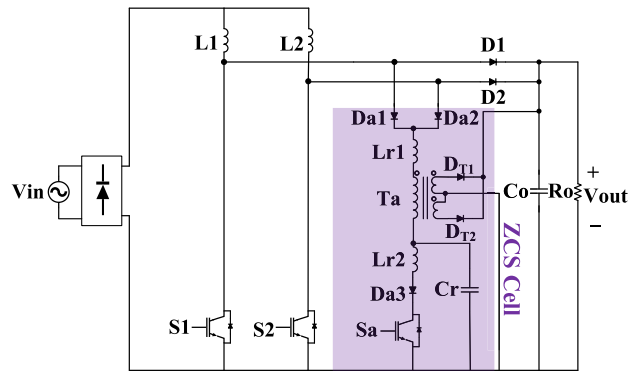 L1
L2
D1
D2
Da1
Da2
Lr1
DT1
Vin
Ta
Co
Ro
+
Vout
−
DT2
Lr2
Da3
Cr
ZCS Cell
S1
S2
Sa